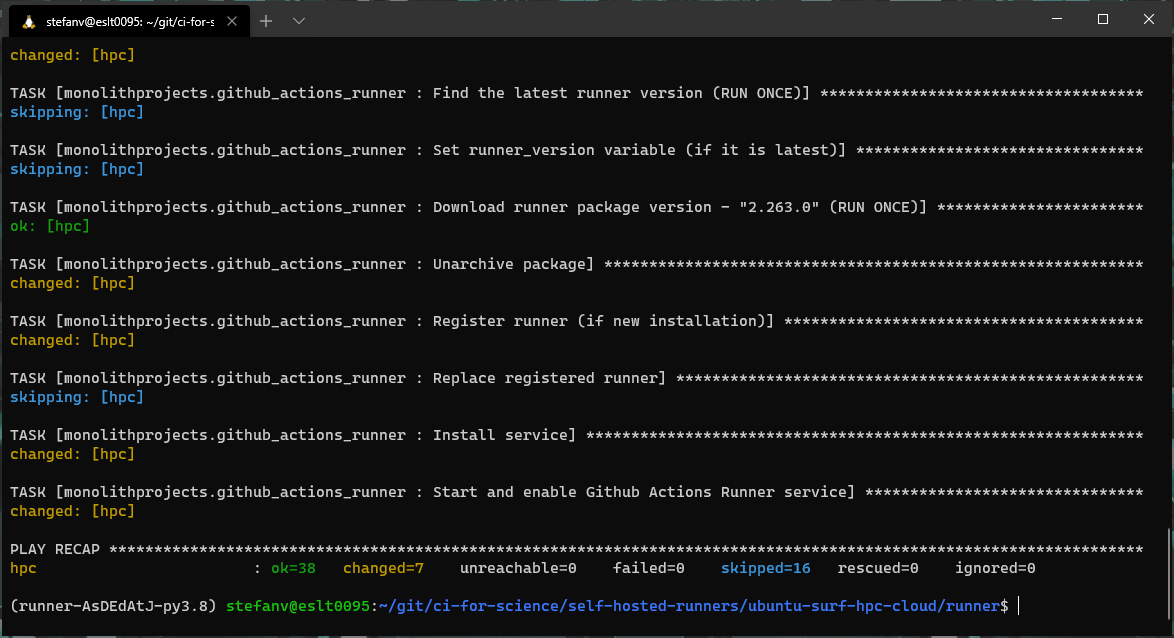 stefanv@eslt0095: ~/git/ci-for-s
changed: [hpc]
TASK [monolithprojects.github_actions_runner : Find the latest runner version (RUN ONCE)] ************************************
skipping: [hpc]
TASK [monolithprojects.github_actions_runner : Set runner_version variable (if it is latest)] ********************************
skipping: [hpc]
TASK [monolithprojects.github_actions_runner : Download runner package version - "2.263.0" (RUN ONCE)] ***********************
ok: [hpc]
TASK [monolithprojects.github_actions_runner : Unarchive package] ************************************************************
changed: [hpc]
TASK [monolithprojects.github_actions_runner : Register runner (if new installation)] ****************************************
changed: [hpc]
TASK [monolithprojects.github_actions_runner : Replace registered runner] ****************************************************
skipping: [hpc]
TASK [monolithprojects.github_actions_runner : Install service] **************************************************************
changed: [hpc]
TASK [monolithprojects.github_actions_runner : Start and enable Github Actions Runner service] *******************************
changed: [hpc]
PLAY RECAP *******************************************************************************************************************
hpc                        : ok=38   changed=7    unreachable=0    failed=0    skipped=16   rescued=0    ignored=0
(runner-AsDEdAtJ-py3.8) stefanv@eslt0095:~/git/ci-for-science/self-hosted-runners/ubuntu-surf-hpc-cloud/runner$